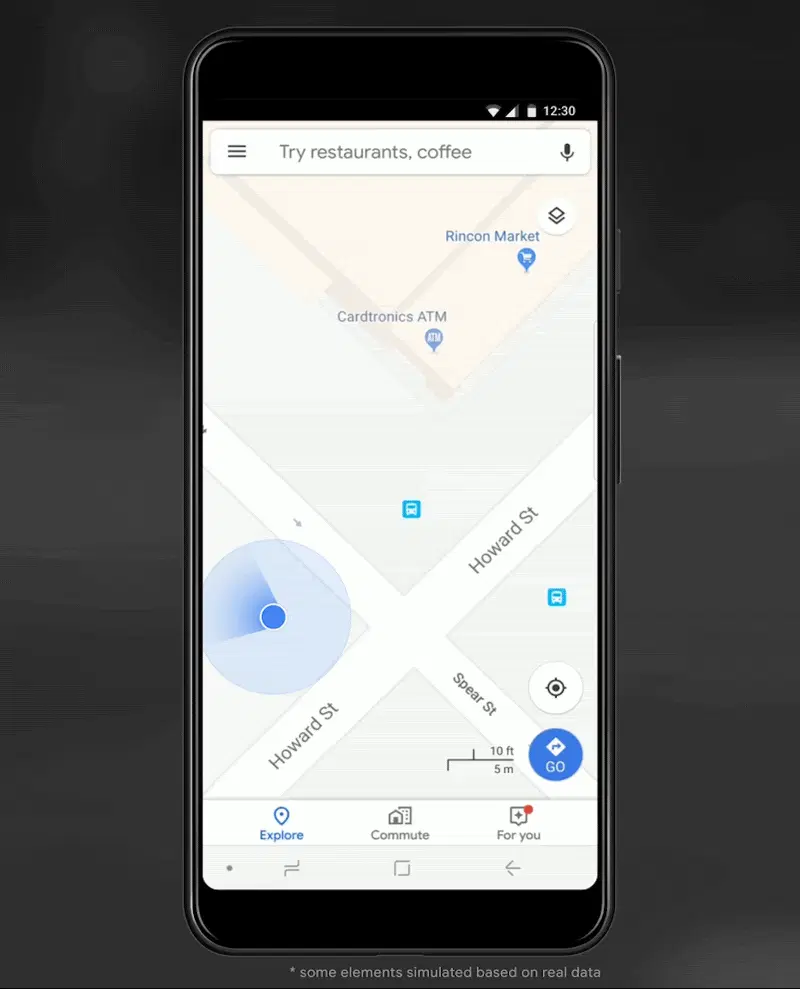 12:30
Try restaurants, coffee
Rincon Market
Cardtronics ATM
ATM
Howard St
Spear St
Howard St
10 ft
5 m
GO
Explore
Commute
For you
* some elements simulated based on real data